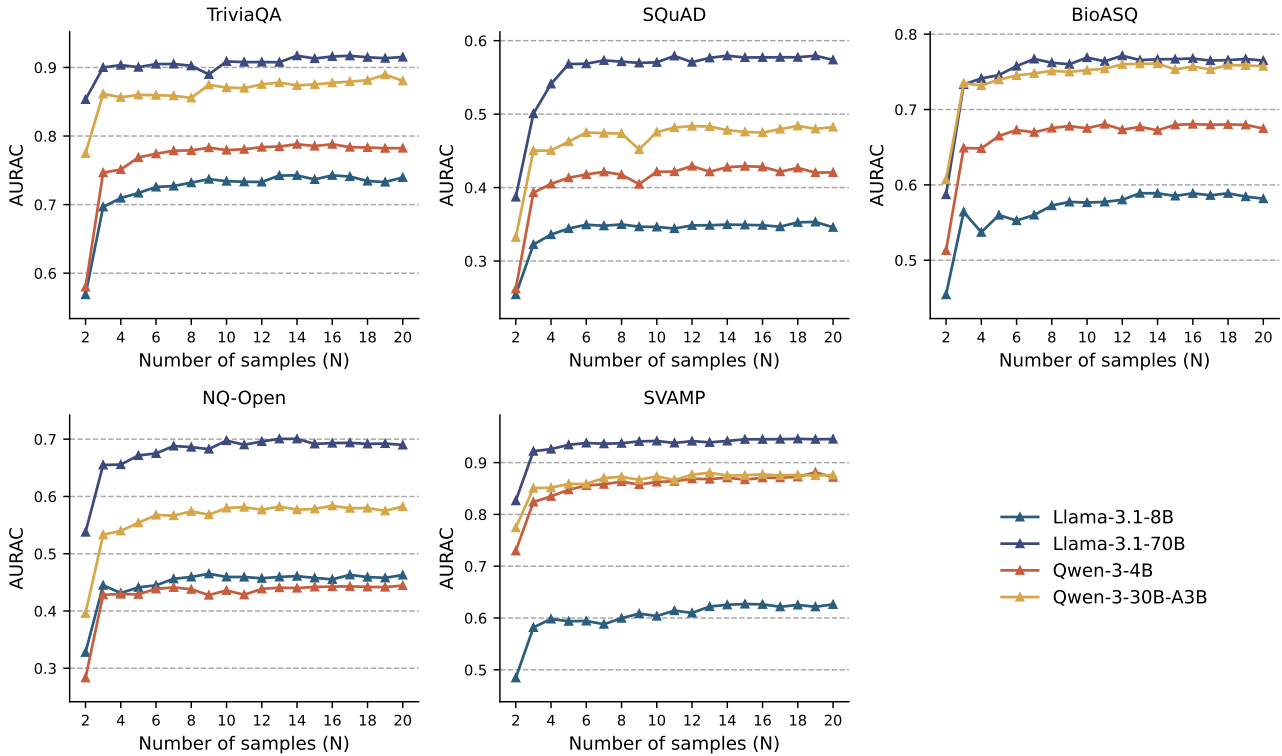 TriviaQA
AURAC
0.9
0.8
0.7
0.6
2 4 6 8 10 12 14 16 18 20
Number of samples (N)
SQuAD
AURAC
0.6
0.5
0.4
0.3
2 4 6 8 10 12 14 16 18 20
Number of samples (N)
BioASQ
AURAC
0.8
0.7
0.6
0.5
2 4 6 8 10 12 14 16 18 20
Number of samples (N)
NQ-Open
AURAC
0.7
0.6
0.5
0.4
0.3
2 4 6 8 10 12 14 16 18 20
Number of samples (N)
SVAMP
AURAC
0.9
0.8
0.7
0.6
0.5
2 4 6 8 10 12 14 16 18 20
Number of samples (N)
Llama-3.1-8B
Llama-3.1-70B
Qwen-3-4B
Qwen-3-30B-A3B